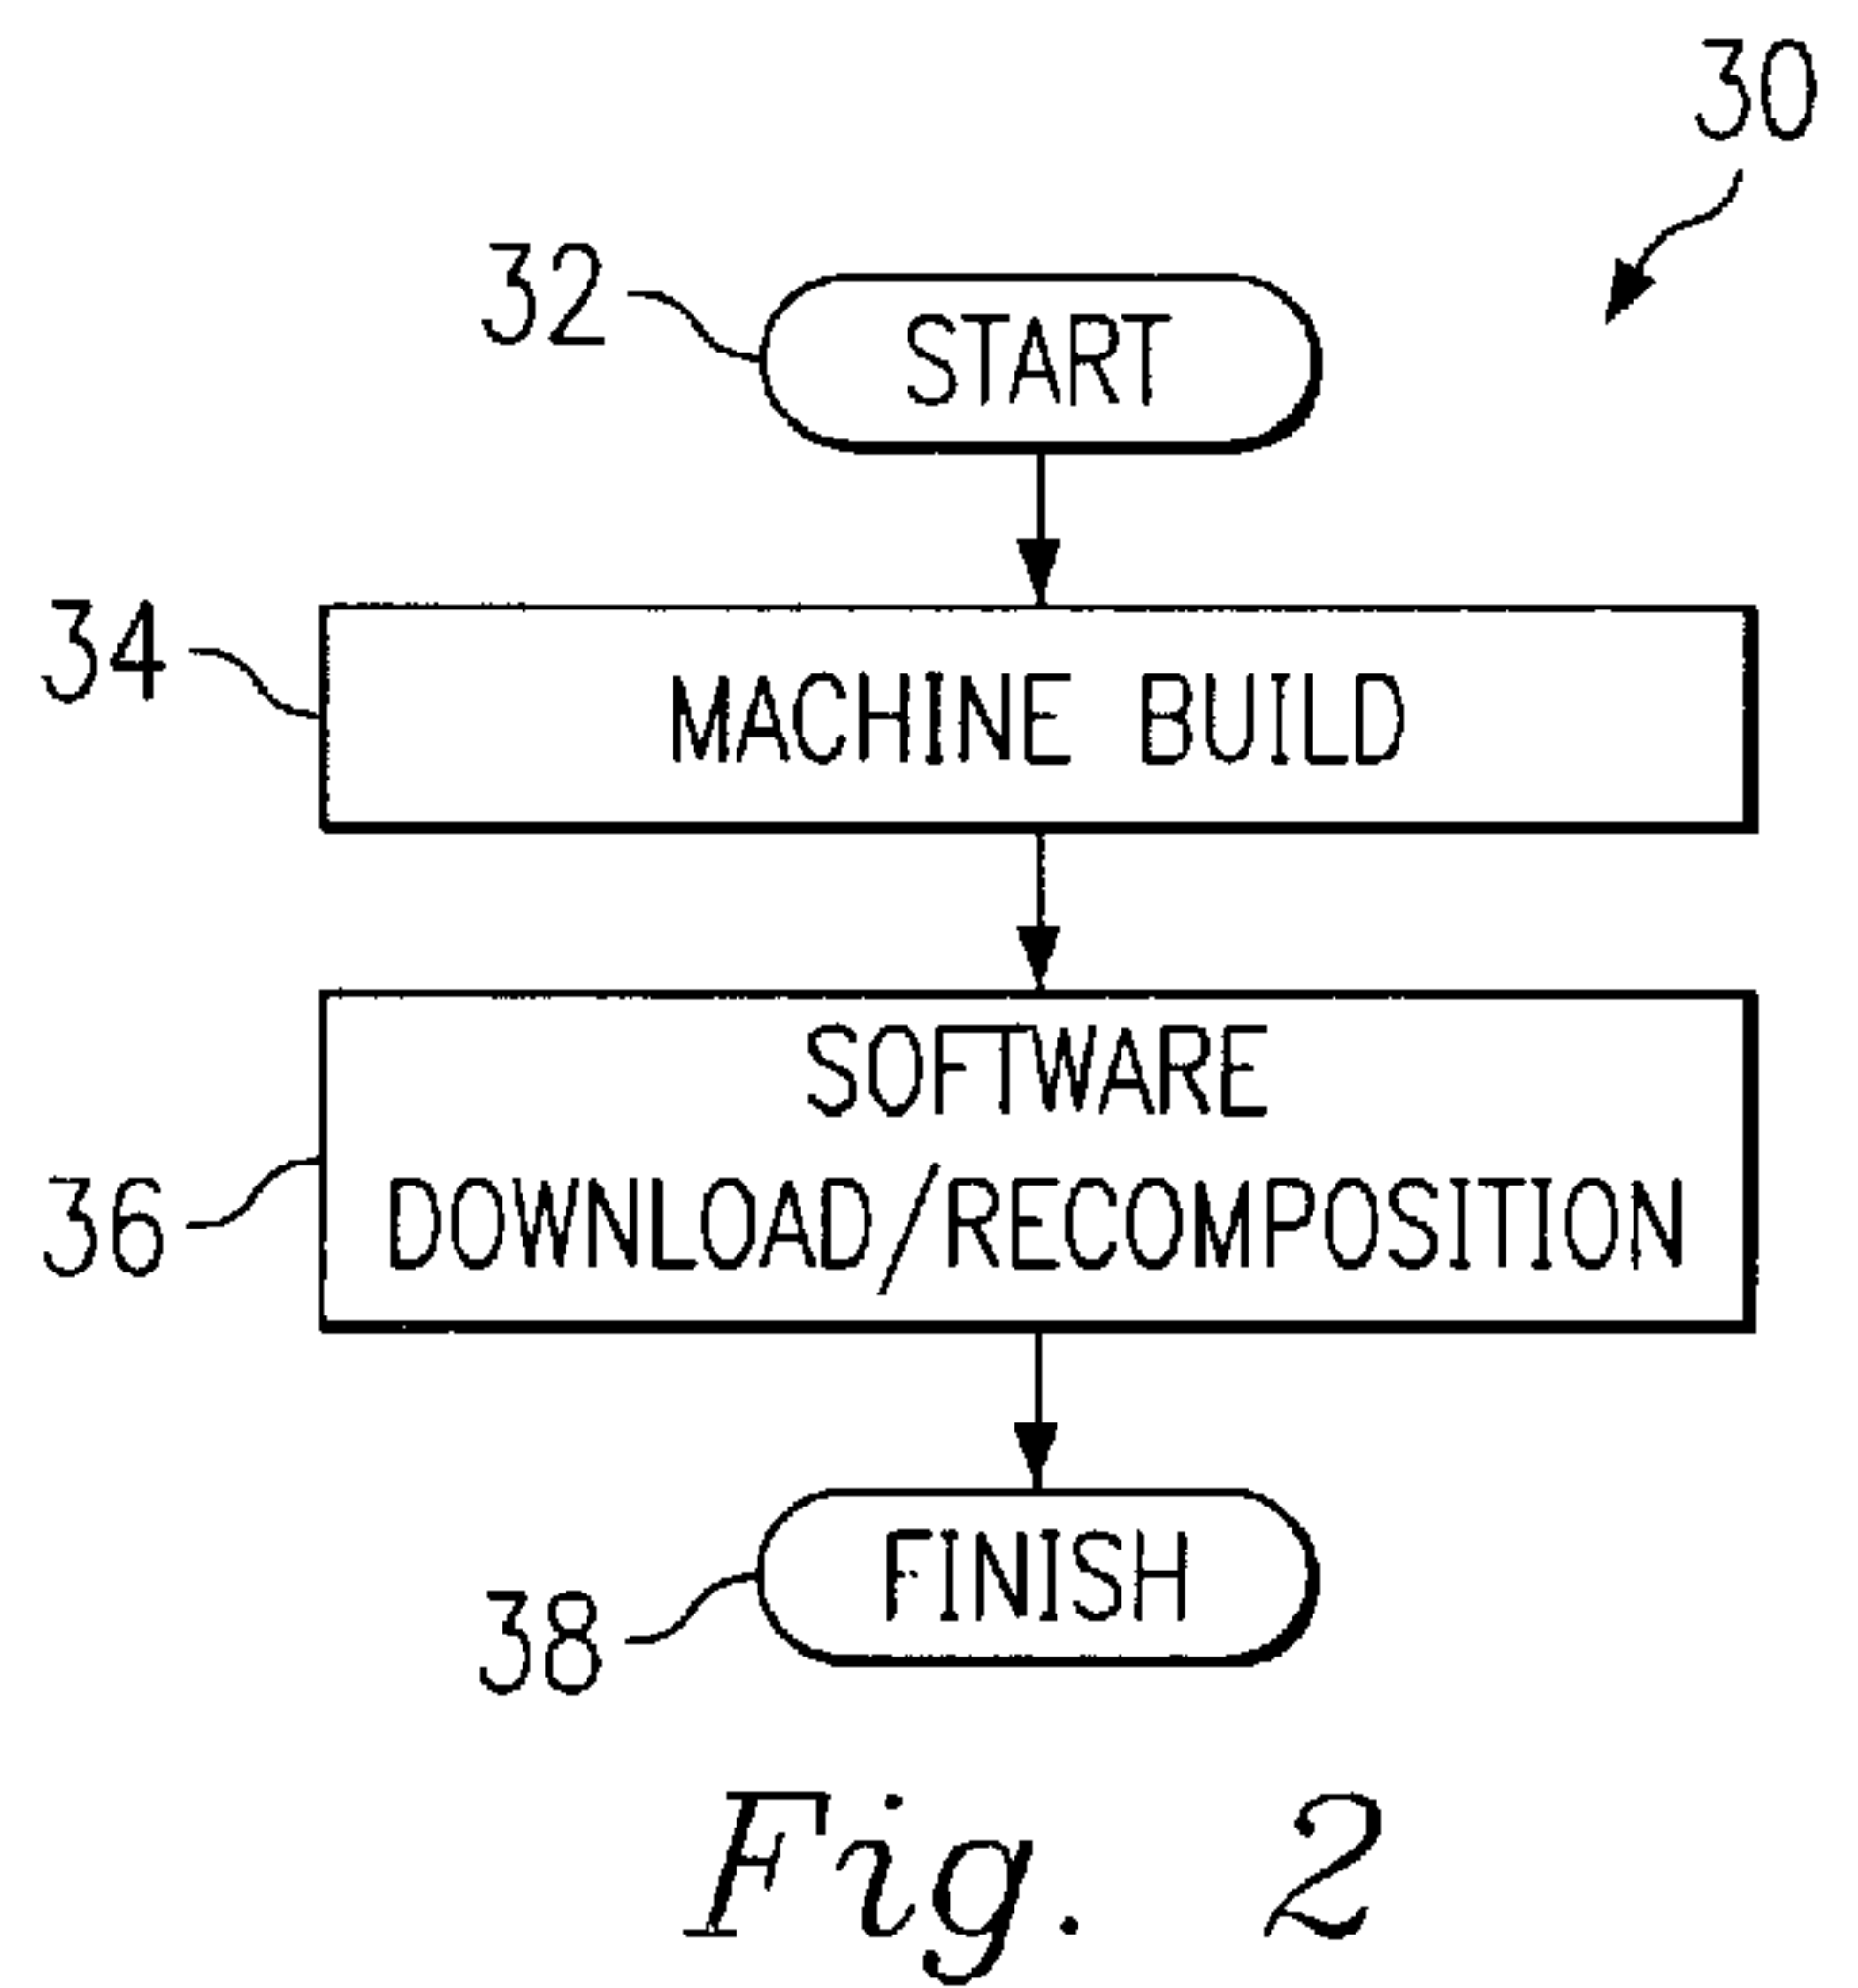 30
32
START
34
MACHINE BUILD
SOFTWARE
36
DOWNLOAD/RECOMPOSITION
FINISH
38
Fig. 2